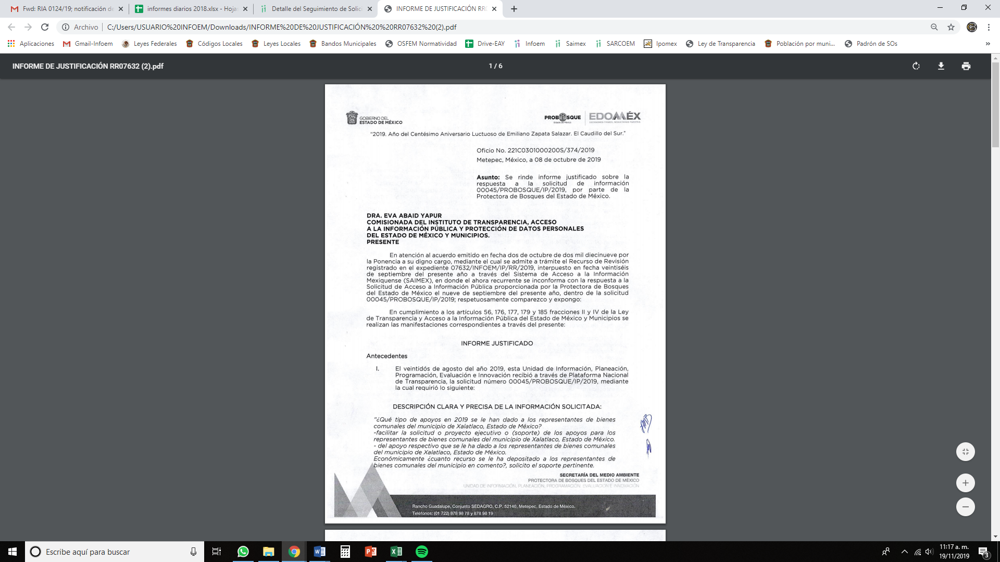 Fwd: RIA 0124/19; notificación de
informes diarios 2018.xlsx - Hoja
Detalle del Seguimiento de Solic
INFORME DE JUSTIFICACIÓN RR0
Archivo
C:/Users/USUARIO%20INFOEM/Downloads/INFORME%20DE%20JUSTIFICACIÓN%20%20RR07632%20(2).pdf
Aplicaciones
Gmail-Infoem
Leyes Federales
Códigos Locales
Leyes Locales
Bandos Municipales
OSFEM Normatividad
Drive-EAY
Infoem
Saimex
SARCOEM
Ipomex
Ley de Transparencia
Población por muni...
Padrón de SOs
»
INFORME DE JUSTIFICACIÓN RR07632 (2).pdf
1 / 6
GOBIERNO DEL
ESTADO DE MÉXICO
PROBOSQUE
EDOMÉX
"2019. Año del Centésimo Aniversario Luctuoso de Emiliano Zapata Salazar. El Caudillo del Sur."
Oficio No. 221C0301000200S/374/2019
Metepec, México, a 08 de octubre de 2019
Asunto: Se rinde informe justificado sobre la
respuesta a la solicitud de información
00045/PROBOSQUE/IP/2019, por parte de la
Protectora de Bosques del Estado de México.
DRA. EVA ABAID YAPUR
COMISIONADA DEL INSTITUTO DE TRANSPARENCIA, ACCESO
A LA INFORMACIÓN PÚBLICA Y PROTECCIÓN DE DATOS PERSONALES
DEL ESTADO DE MÉXICO Y MUNICIPIOS.
PRESENTE
En atención al acuerdo emitido en fecha dos de octubre de dos mil diecinueve por
la Ponencia a su digno cargo, mediante el cual se admite a trámite el Recurso de Revisión
registrado en el expediente 07632/INFOEM/IP/RR/2019, interpuesto en fecha veintiséis
de septiembre del presente año a través del Sistema de Acceso a la Información
Mexiquense (SAIMEX), en donde el ahora recurrente se inconforma con la respuesta a la
Solicitud de Acceso a Información Pública proporcionada por la Protectora de Bosques
del Estado de México el nueve de septiembre del presente año, dentro de la solicitud
00045/PROBOSQUE/IP/2019; respetuosamente comparezco y expongo:
En cumplimiento a los artículos 56, 176, 177, 179 y 185 fracciones II y IV de la Ley
de Transparencia y Acceso a la Información Pública del Estado de México y Municipios se
realizan las manifestaciones correspondientes a través del presente:
INFORME JUSTIFICADO
Antecedentes
I. El veintidós de agosto del año 2019, esta Unidad de Información, Planeación,
Programación, Evaluación e Innovación recibió a través de Plataforma Nacional
de Transparencia, la solicitud número 00045/PROBOSQUE/IP/2019, mediante
la cual requirió lo siguiente:
DESCRIPCIÓN CLARA Y PRECISA DE LA INFORMACIÓN SOLICITADA:
"¿Qué tipo de apoyos en 2019 se le han dado a los representantes de bienes
comunales del municipio de Xalatlaco, Estado de México?
-facilitar la solicitud o proyecto ejecutivo o (soporte) de los apoyos para los
representantes de bienes comunales del municipio de Xalatlaco, Estado de México.
- del apoyo respectivo que se le ha dado a los representantes de bienes comunales
del municipio de Xalatlaco, Estado de México.
Económicamente ¿cuanto recurso se le ha depositado a los representantes de
bienes comunales del municipio en comento?, solicito el soporte pertinente.
SECRETARÍA DEL MEDIO AMBIENTE
PROTECTORA DE BOSQUES DEL ESTADO DE MÉXICO
UNIDAD DE INFORMACIÓN, PLANEACIÓN, PROGRAMACIÓN, EVALUACIÓN E INNOVACIÓN
Rancho Guadalupe, Conjunto SEDAGRO, C.P. 52140, Metepec, Estado de México.
Teléfonos: (01 722) 878 98 78 y 878 98 19
Escribe aquí para buscar
11:17 a. m.
19/11/2019
3